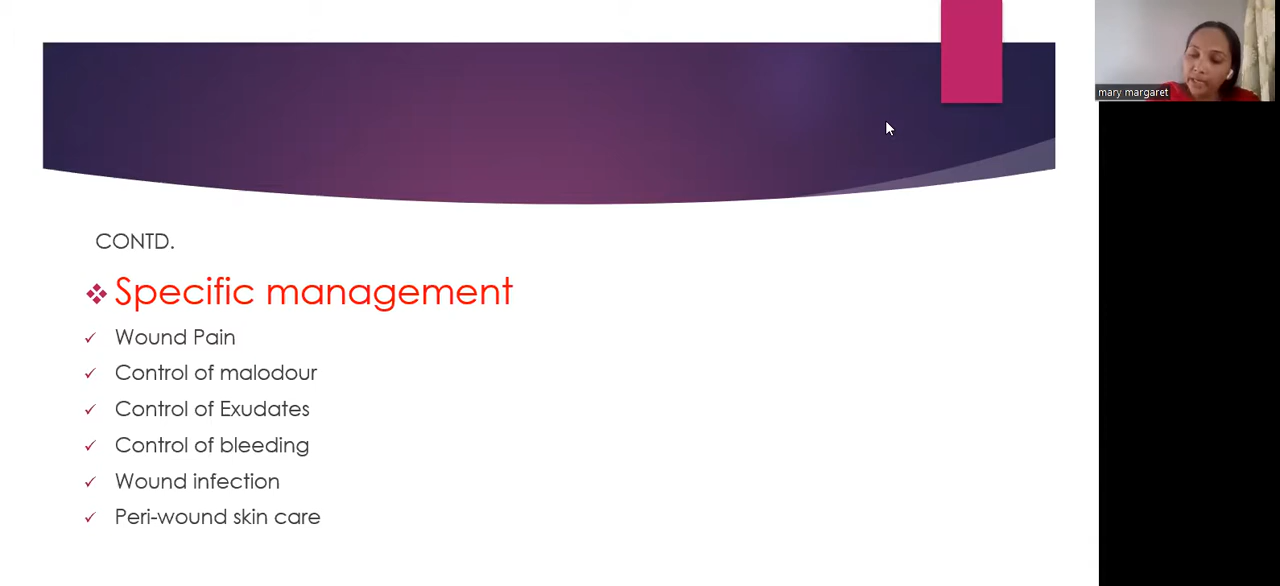 mary margaret
CONTD.
Specific management
Wound Pain
Control of malodour
Control of Exudates
Control of bleeding
Wound infection
Peri-wound skin care